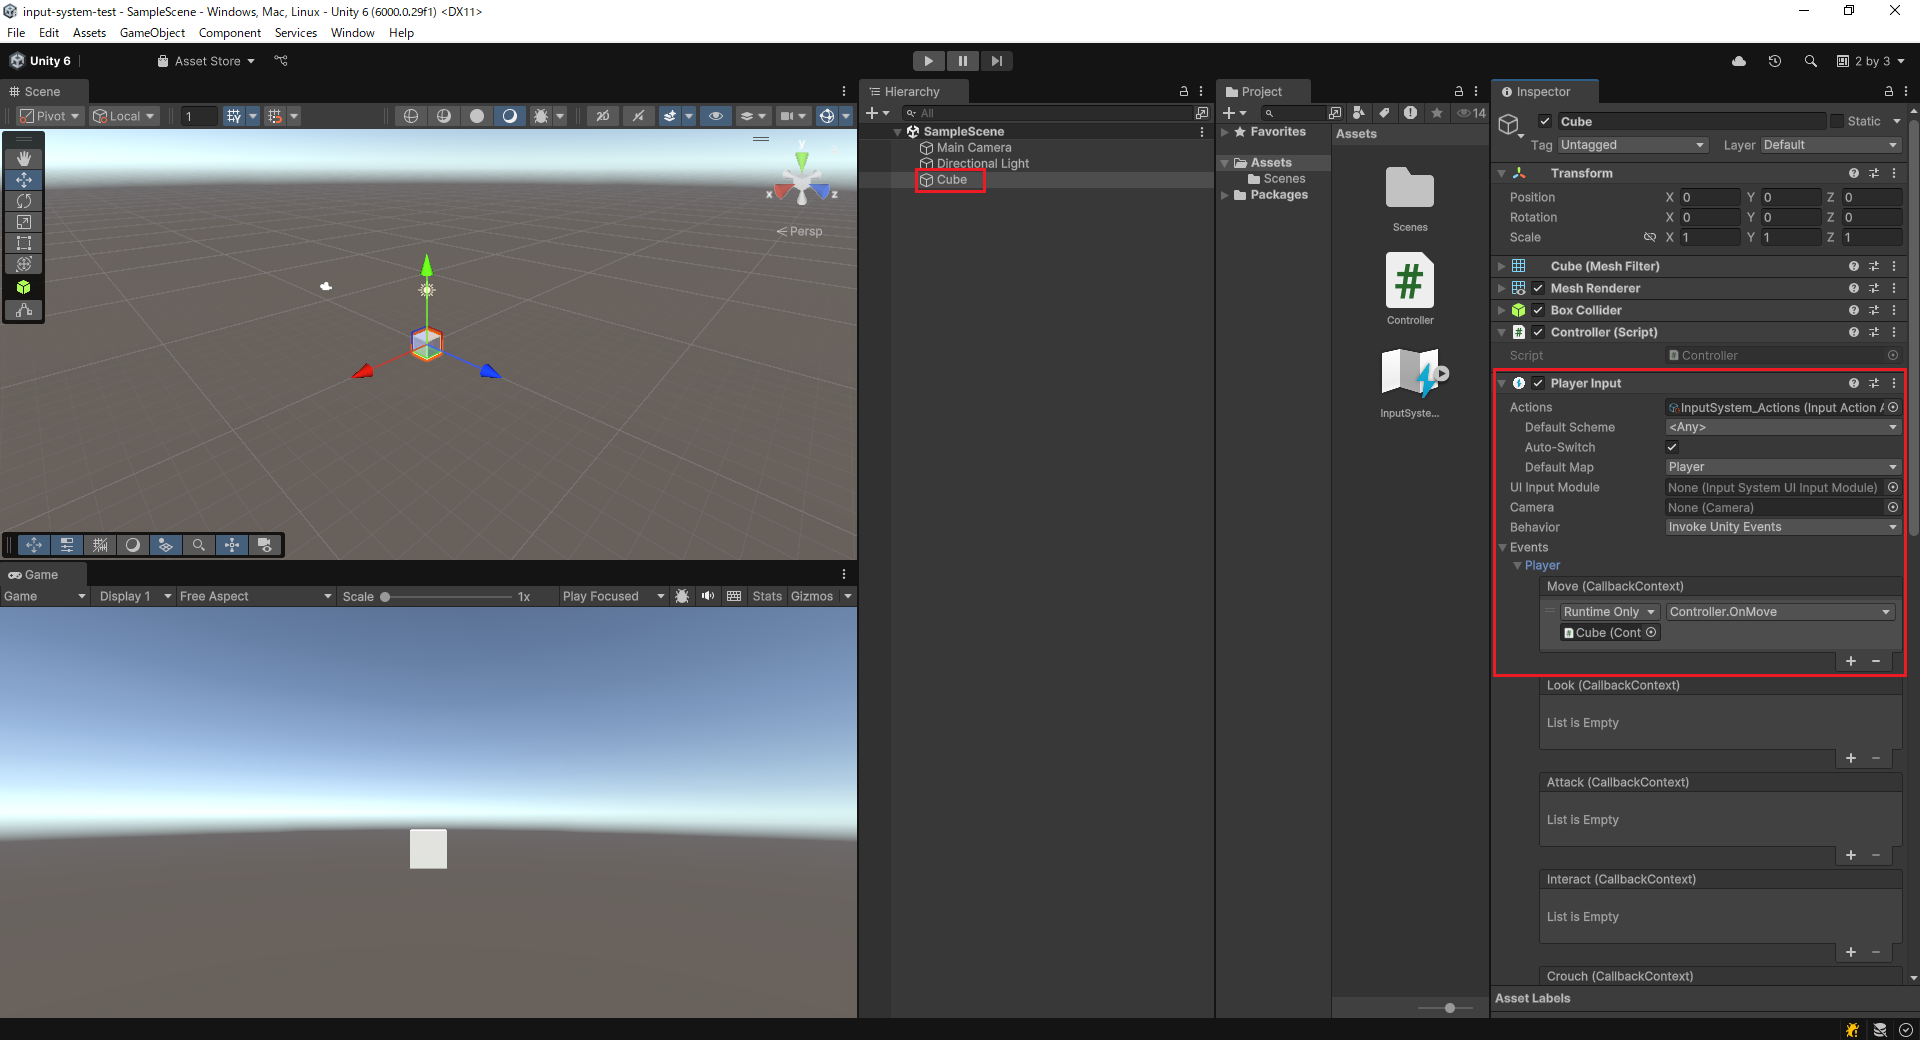 input-system-test - SampleScene - Windows, Mac, Linux - Unity 6 (6000.0.29f1) <DX11>
File Edit Assets GameObject Component Services Window Help
Unity 6 Asset Store 2 by 3
Scene
Pivot Local 1 2D
y
x z
Persp
Game
Game Display 1 Free Aspect Scale 1x Play Focused Stats Gizmos
Hierarchy
All
SampleScene
Main Camera
Directional Light
Cube
Project
14
Favorites
Assets
Scenes
Packages
Assets
Scenes
Controller
InputSyste...
Inspector
Cube Static
Tag Untagged Layer Default
Transform
Position X 0 Y 0 Z 0
Rotation X 0 Y 0 Z 0
Scale X 1 Y 1 Z 1
Cube (Mesh Filter)
Mesh Renderer
Box Collider
Controller (Script)
Script Controller
Player Input
Actions InputSystem_Actions (Input Action A
Default Scheme <Any>
Auto-Switch
Default Map Player
UI Input Module None (Input System UI Input Module)
Camera None (Camera)
Behavior Invoke Unity Events
Events
Player
Move (CallbackContext)
Runtime Only Controller.OnMove
Cube (Cont
Look (CallbackContext)
List is Empty
Attack (CallbackContext)
List is Empty
Interact (CallbackContext)
List is Empty
Crouch (CallbackContext)
Asset Labels